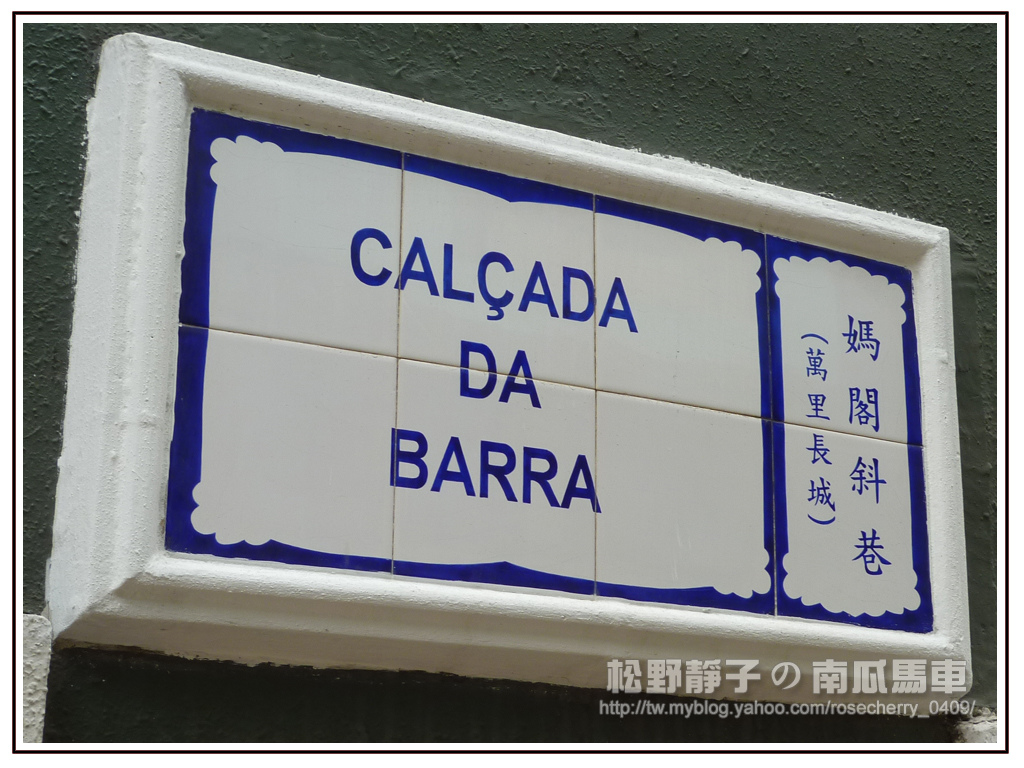 CALÇADA
DA
BARRA
媽閣斜巷
(萬里長城)
松野靜子の南瓜馬車
http://tw.myblog.yahoo.com/rosecherry_0409/